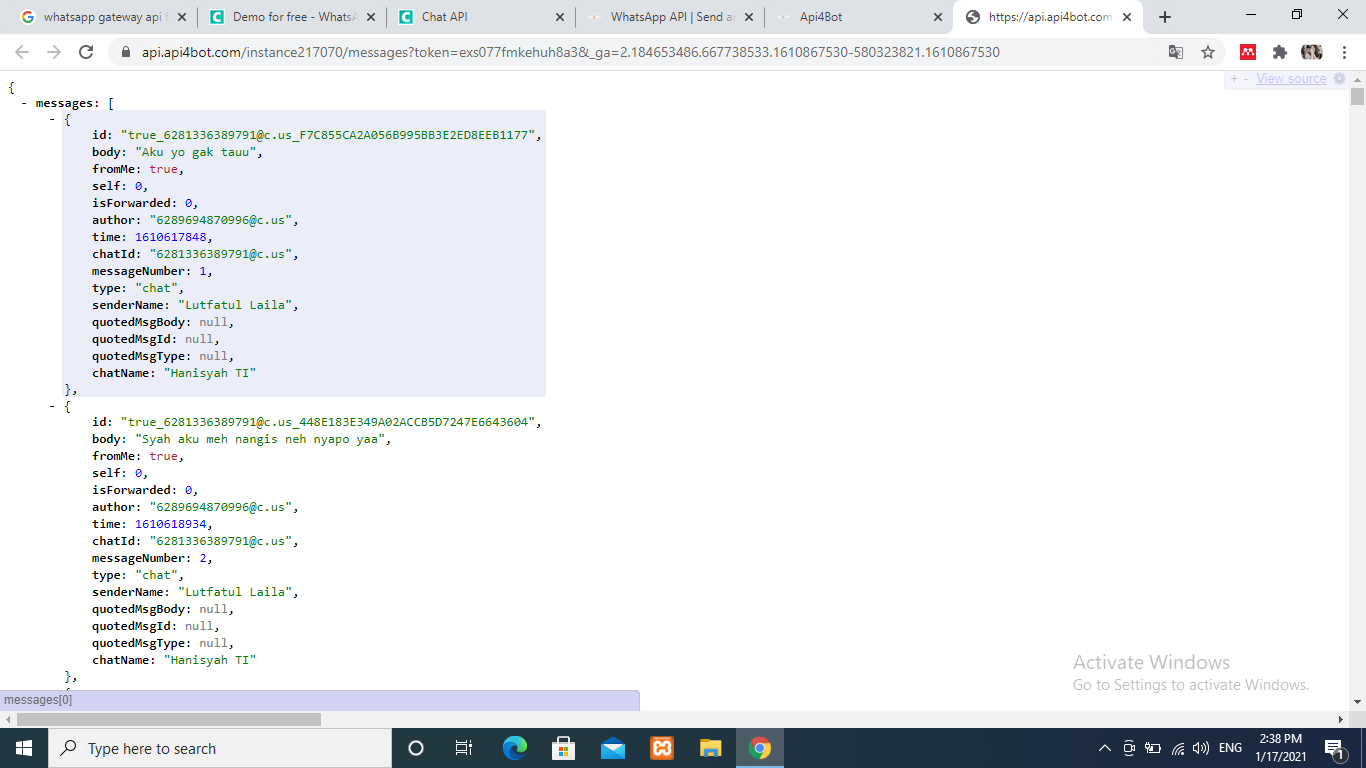 whatsapp gateway api f
Demo for free - WhatsA
Chat API
WhatsApp API | Send an
Api4Bot
https://api.api4bot.com
api.api4bot.com/instance217070/messages?token=exs077fmkehuh8a3&_ga=2.184653486.667738533.1610867530-580323821.1610867530
+ - View source
{
- messages: [
- {
id: "true_6281336389791@c.us_F7C855CA2A056B995BB3E2ED8EEB1177",
body: "Aku yo gak tauu",
fromMe: true,
self: 0,
isForwarded: 0,
author: "6289694870996@c.us",
time: 1610617848,
chatId: "6281336389791@c.us",
messageNumber: 1,
type: "chat",
senderName: "Lutfatul Laila",
quotedMsgBody: null,
quotedMsgId: null,
quotedMsgType: null,
chatName: "Hanisyah TI"
},
- {
id: "true_6281336389791@c.us_448E183E349A02ACCB5D7247E6643604",
body: "Syah aku meh nangis neh nyapo yaa",
fromMe: true,
self: 0,
isForwarded: 0,
author: "6289694870996@c.us",
time: 1610618934,
chatId: "6281336389791@c.us",
messageNumber: 2,
type: "chat",
senderName: "Lutfatul Laila",
quotedMsgBody: null,
quotedMsgId: null,
quotedMsgType: null,
chatName: "Hanisyah TI"
},
Activate Windows
Go to Settings to activate Windows.
messages[0]
Type here to search
ENG
2:38 PM
1/17/2021
1